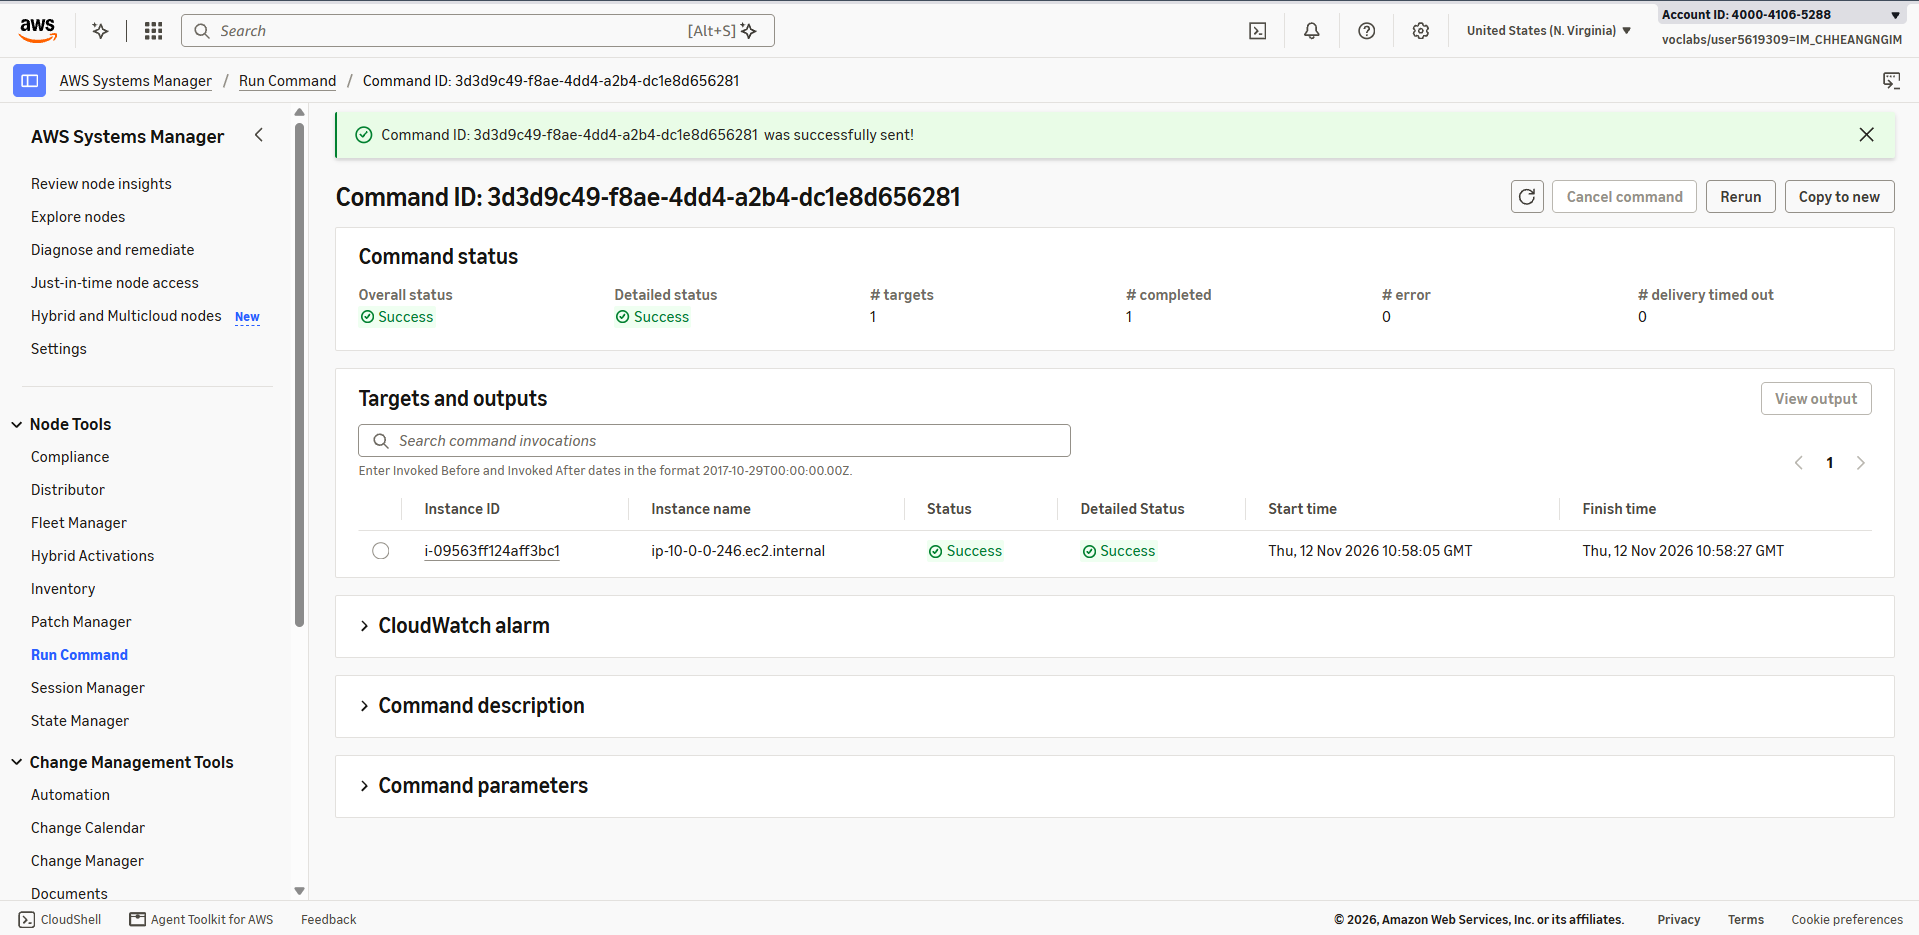 aws
Search
[Alt+S]
United States (N. Virginia)
Account ID: 4000-4106-5288
voclabs/user5619309=IM_CHHEANGNGIM
AWS Systems Manager / Run Command / Command ID: 3d3d9c49-f8ae-4dd4-a2b4-dc1e8d656281
AWS Systems Manager
Review node insights
Explore nodes
Diagnose and remediate
Just-in-time node access
Hybrid and Multicloud nodes New
Settings
Node Tools
Compliance
Distributor
Fleet Manager
Hybrid Activations
Inventory
Patch Manager
Run Command
Session Manager
State Manager
Change Management Tools
Automation
Change Calendar
Change Manager
Documents
Command ID: 3d3d9c49-f8ae-4dd4-a2b4-dc1e8d656281 was successfully sent!
Command ID: 3d3d9c49-f8ae-4dd4-a2b4-dc1e8d656281
Cancel command
Rerun
Copy to new
Command status
Overall status
Success
Detailed status
Success
# targets
1
# completed
1
# error
0
# delivery timed out
0
Targets and outputs
View output
Search command invocations
Enter Invoked Before and Invoked After dates in the format 2017-10-29T00:00:00.00Z.
1
Instance ID Instance name Status Detailed Status Start time Finish time
i-09563ff124aff3bc1 ip-10-0-0-246.ec2.internal Success Success Thu, 12 Nov 2026 10:58:05 GMT Thu, 12 Nov 2026 10:58:27 GMT
CloudWatch alarm
Command description
Command parameters
CloudShell
Agent Toolkit for AWS
Feedback
© 2026, Amazon Web Services, Inc. or its affiliates.
Privacy
Terms
Cookie preferences